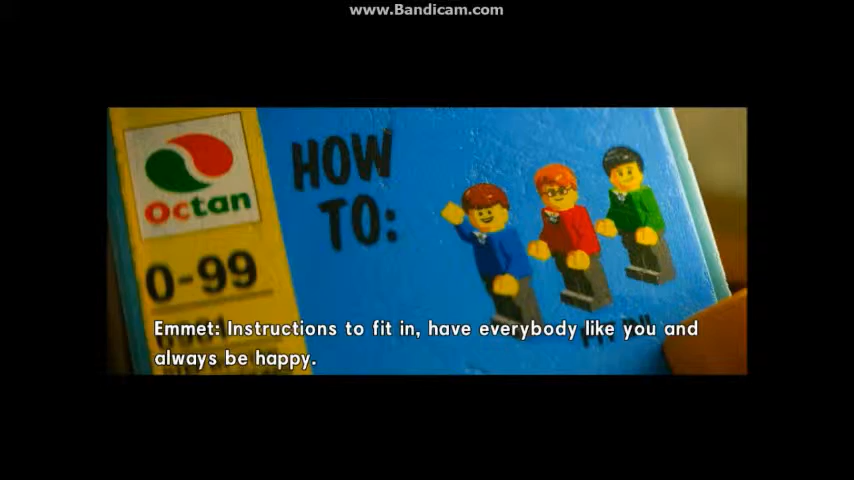 www.Bandicam.com
Octan
HOW
TO:
0-99
Emmet: Instructions to fit in, have everybody like you and
always be happy.